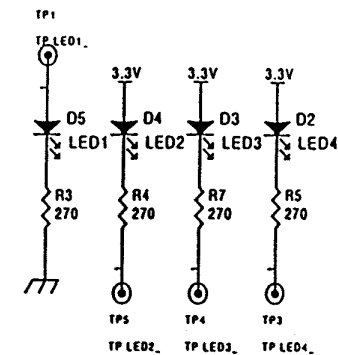 TP1
TP LED1_
3.3V 3.3V 3.3V
D5 D4 D3 D2
LED1 LED2 LED3 LED4
R3 R4 R7 R5
270 270 270 270
TP5 TP4 TP3
TP LED2_ TP LED3_ TP LED4_